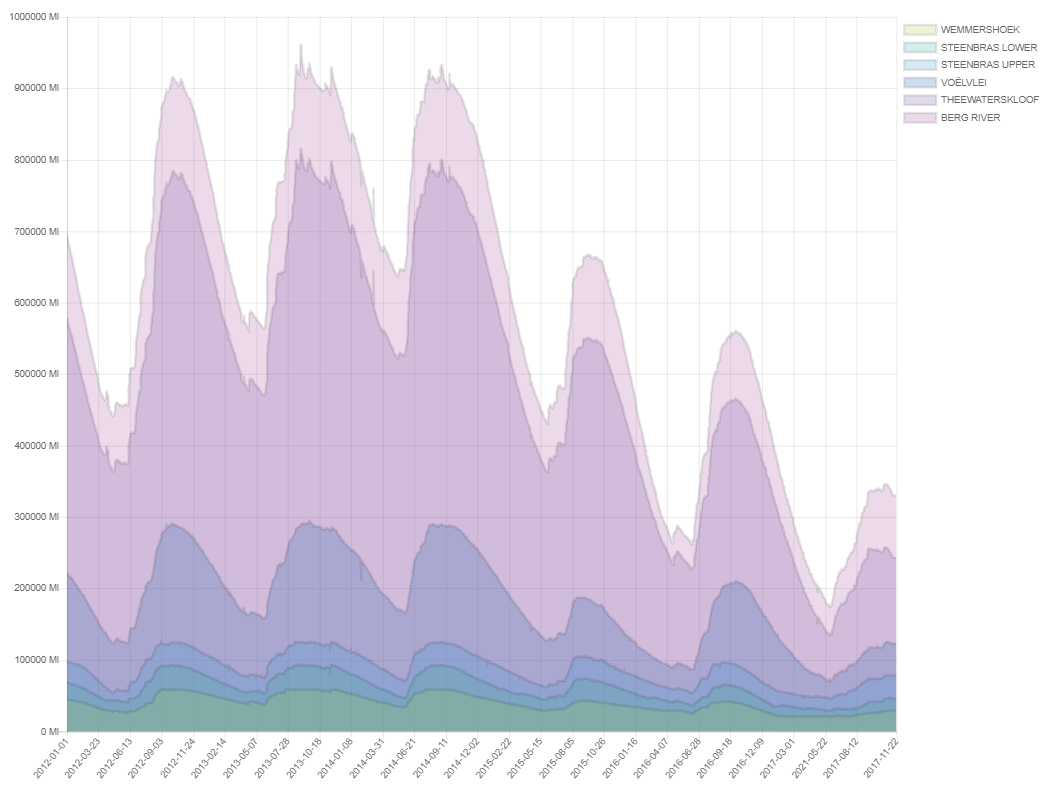 1000000 Ml
900000 Ml
800000 Ml
700000 Ml
600000 Ml
500000 Ml
400000 Ml
300000 Ml
200000 Ml
100000 Ml
0 Ml
2012-01-01
2012-03-23
2012-06-13
2012-09-03
2012-11-24
2013-02-14
2013-05-07
2013-07-28
2013-10-18
2014-01-08
2014-03-31
2014-06-21
2014-09-11
2014-12-02
2015-02-22
2015-05-15
2015-08-05
2015-10-26
2016-01-16
2016-04-07
2016-06-28
2016-09-18
2016-12-09
2017-03-01
2021-05-22
2017-08-12
2017-11-22
WEMMERSHOEK
STEENBRAS LOWER
STEENBRAS UPPER
VOËLVLEI
THEEWATERSKLOOF
BERG RIVER